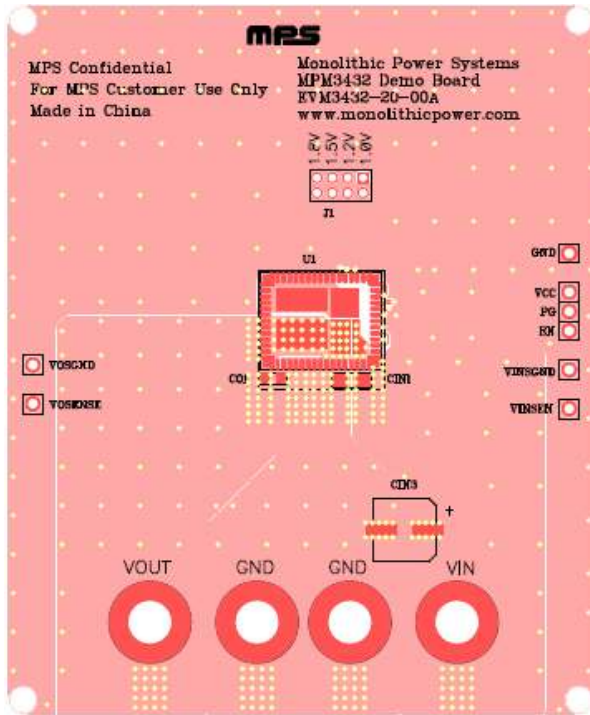 mps
MPS Confidential
For MPS Customer Use Only
Made in China
Monolithic Power Systems
MPM3432 Demo Board
EVM3432-20-00A
www.monolithicpower.com
1.8V
1.5V
1.2V
1.0V
J1
U1
GND
VCC
PG
EN
VOSGND
VOSENSE
CO1
CIN1
VINSGND
VINSEN
CIN3
+
VOUT
GND
GND
VIN